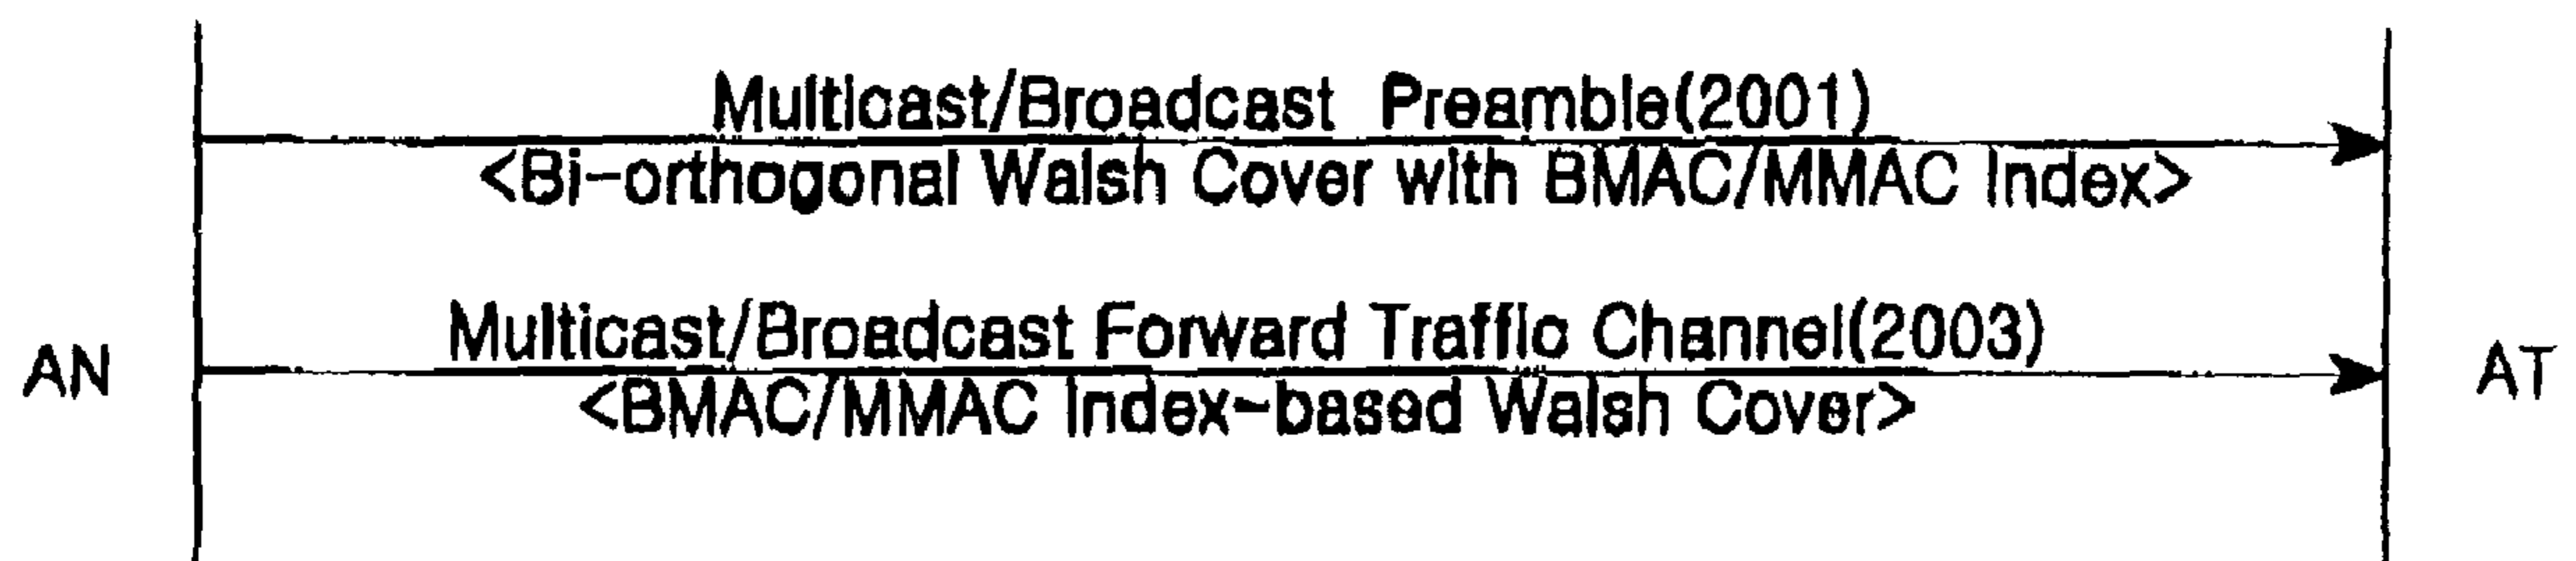 Multicast/Broadcast Preamble(2001)
<Bi-orthogonal Walsh Cover with BMAC/MMAC Index>
Multicast/Broadcast Forward Traffic Channel(2003)
AN
AT
<BMAC/MMAC Index-based Walsh Cover>